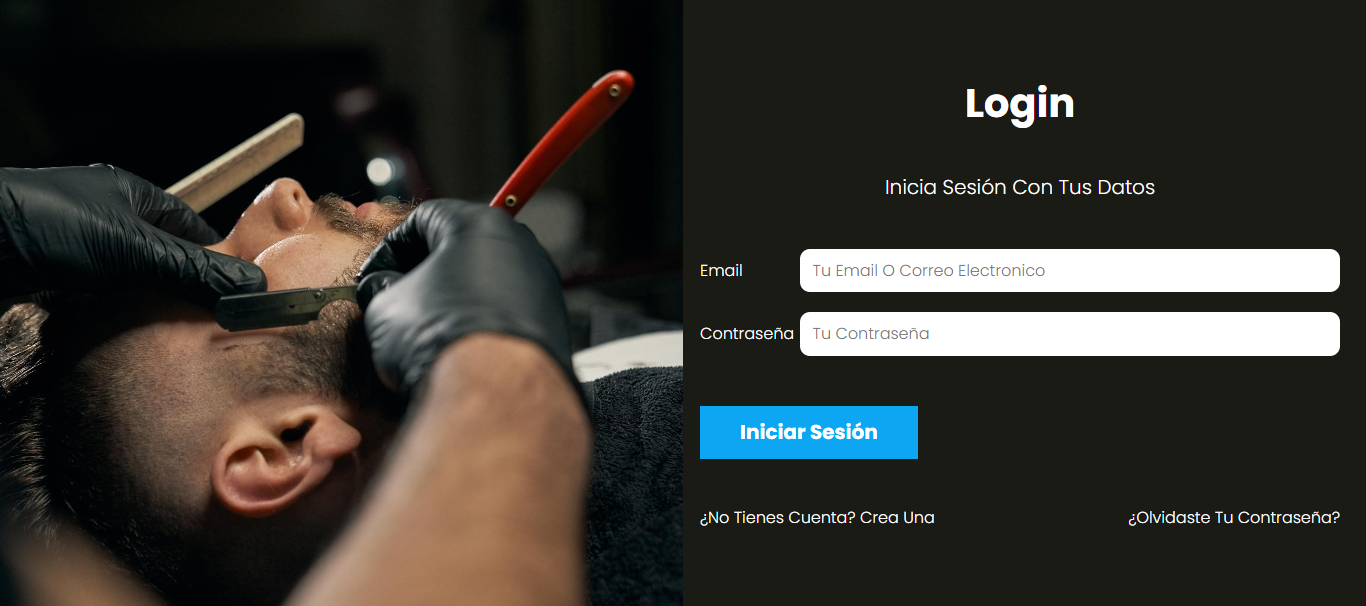 Login
Inicia Sesión Con Tus Datos
Email
Tu Email O Correo Electronico
Contraseña
Tu Contraseña
Iniciar Sesión
¿No Tienes Cuenta? Crea Una
¿Olvidaste Tu Contraseña?